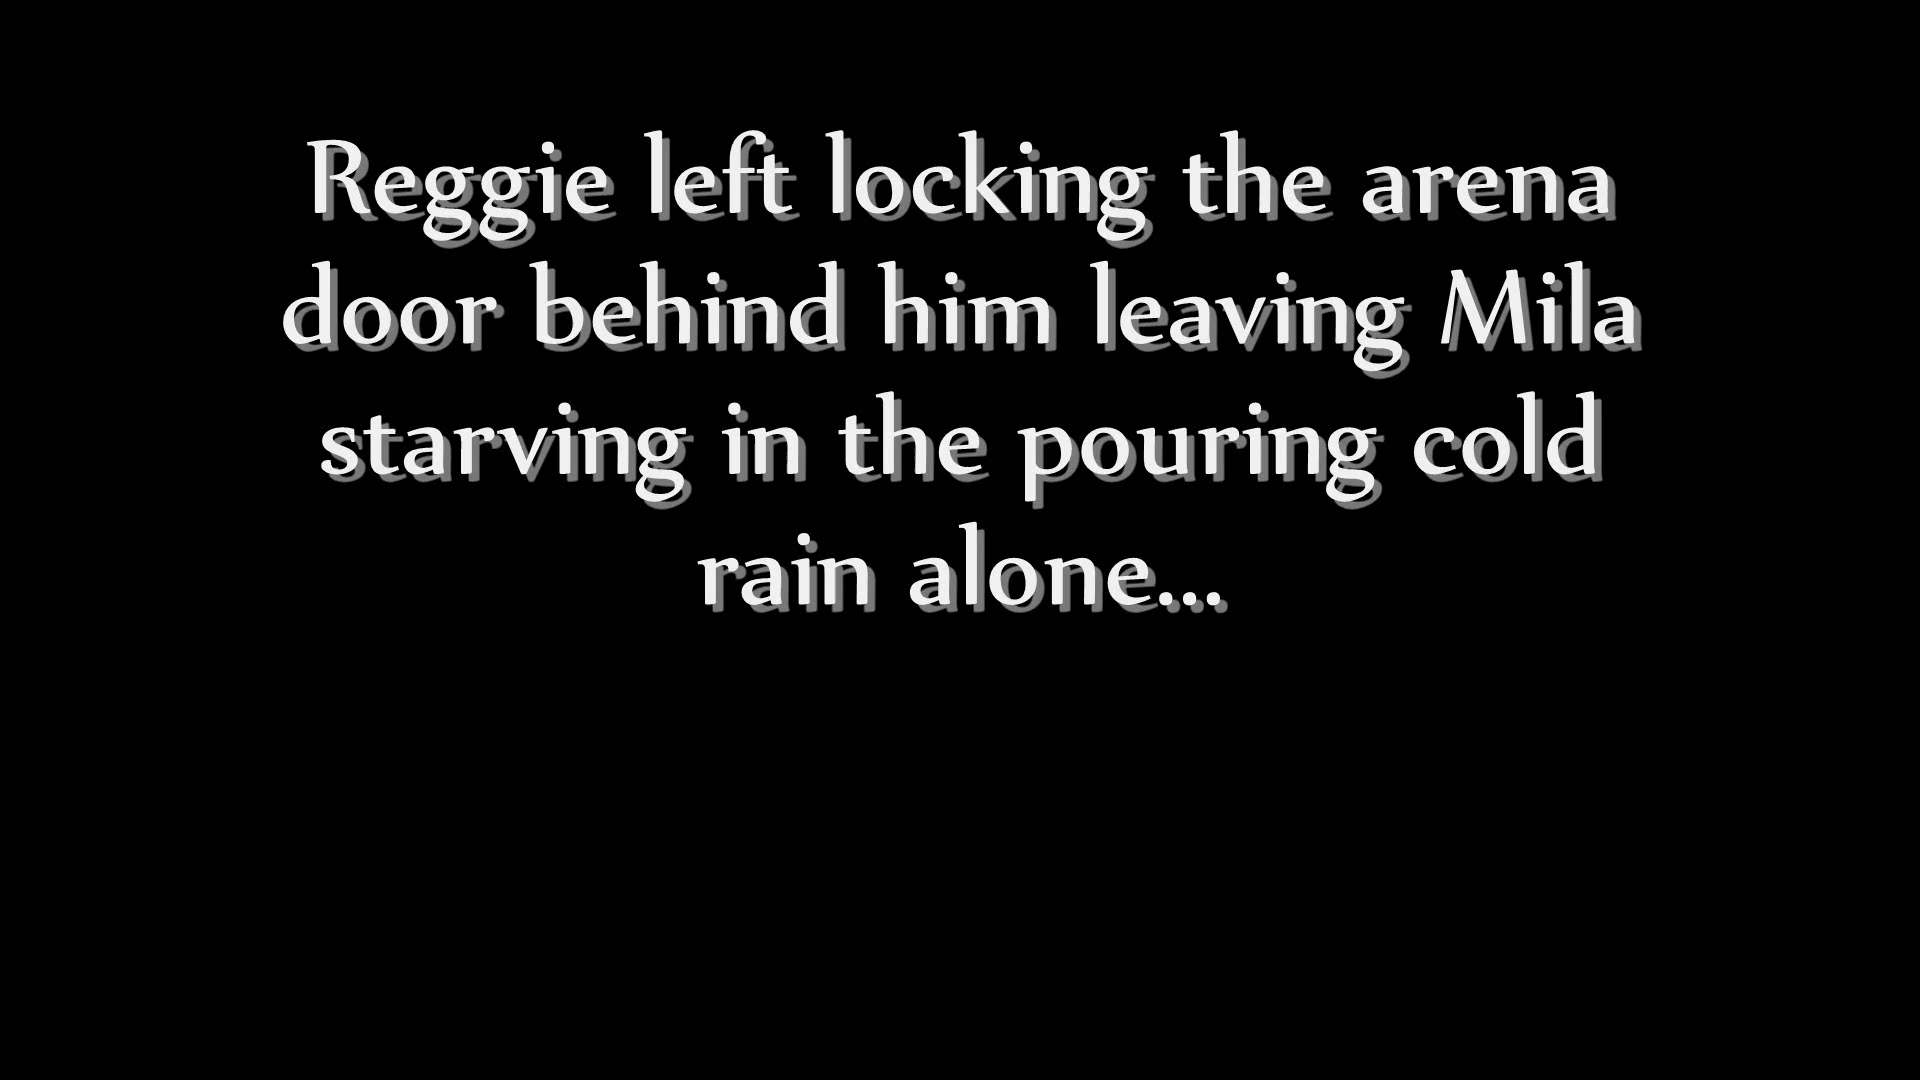 Reggie left locking the arena
door behind him leaving Mila
starving in the pouring cold
rain alone...